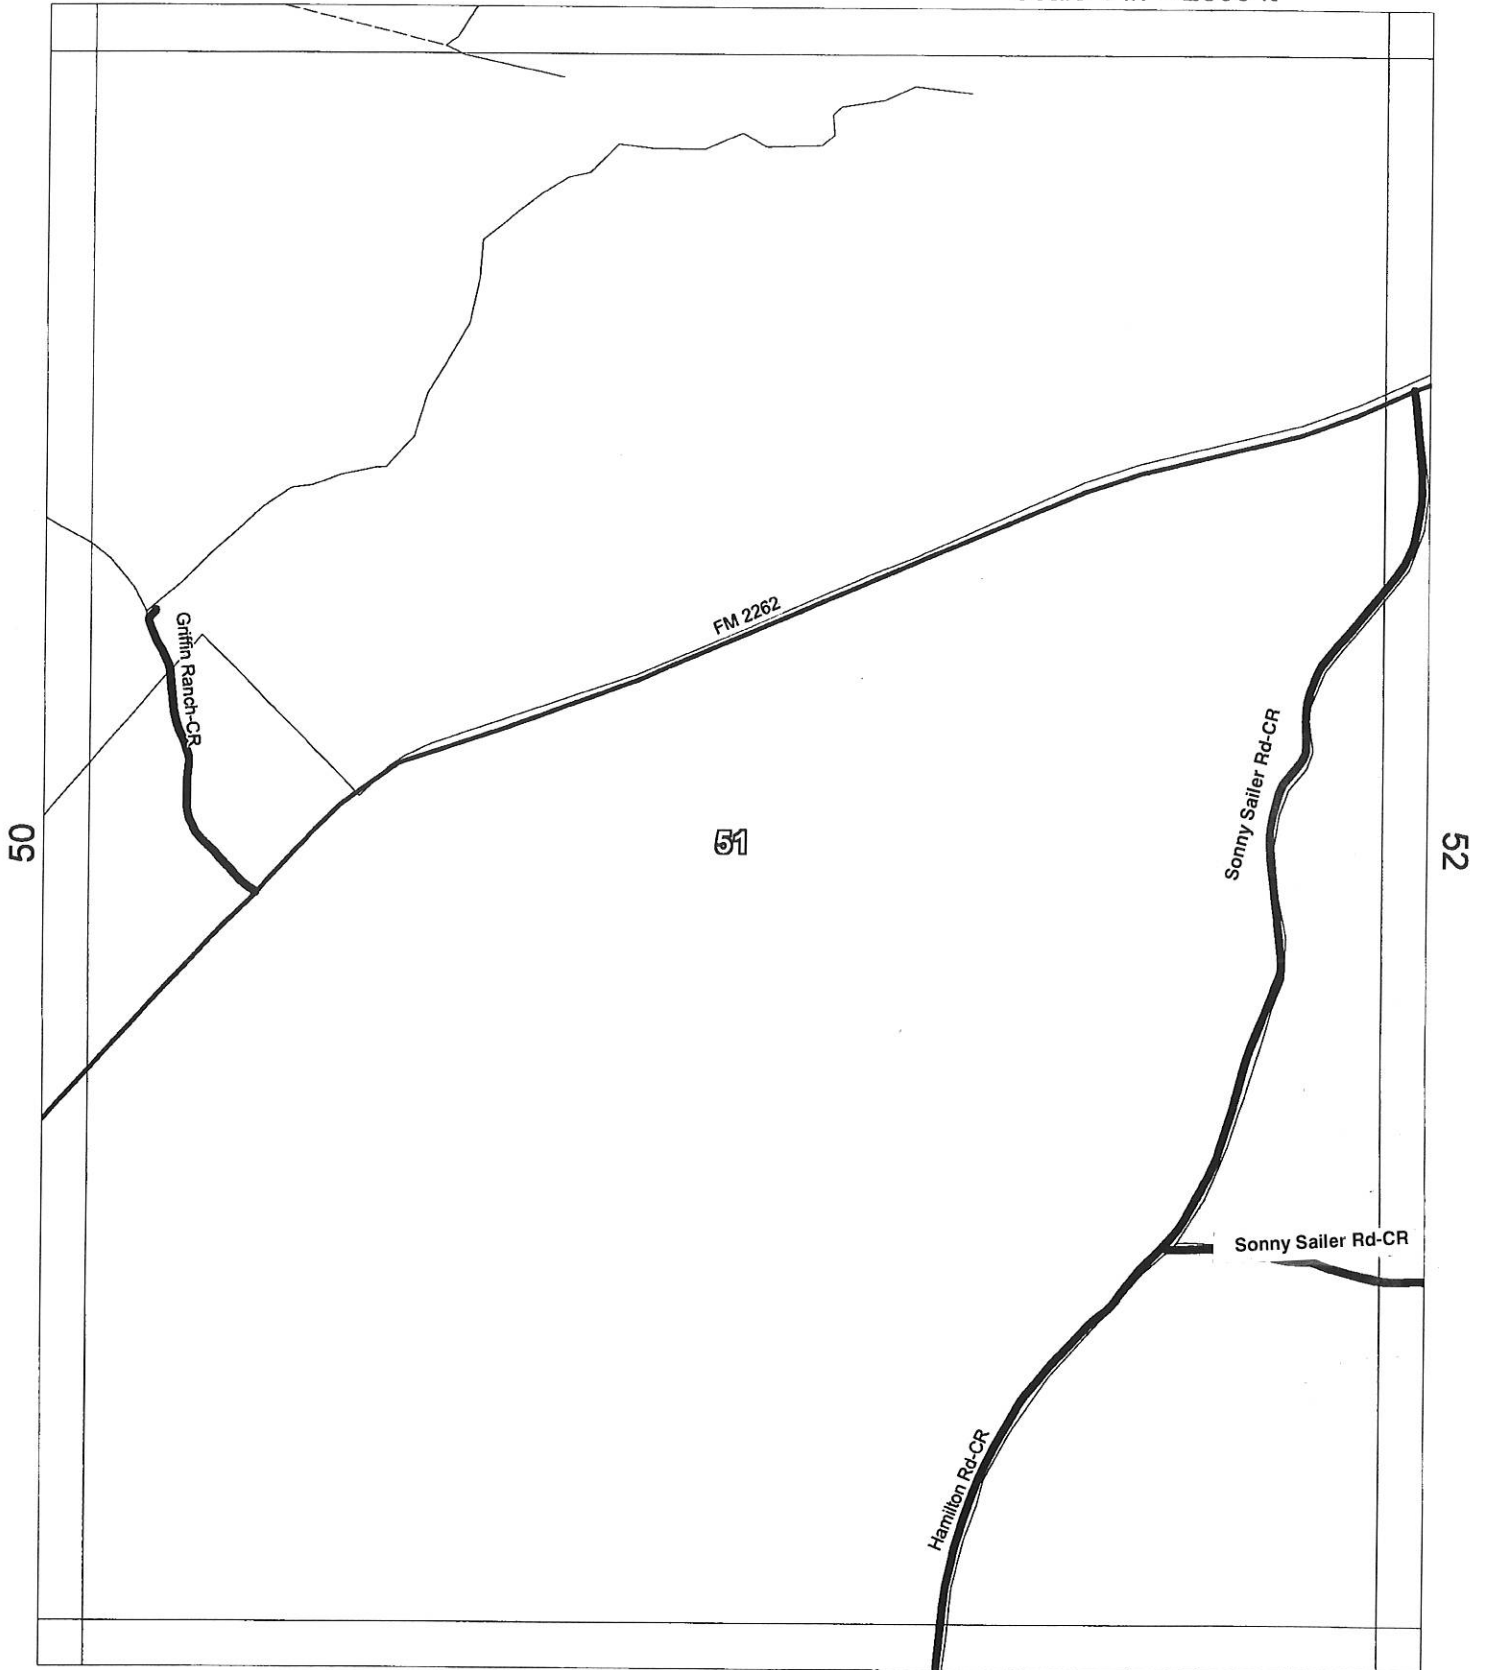 FM 2262
Griffin Ranch-CR
Sonny Sailer Rd-CR
50
51
52
Sonny Sailer Rd-CR
Hamilton Rd-CR